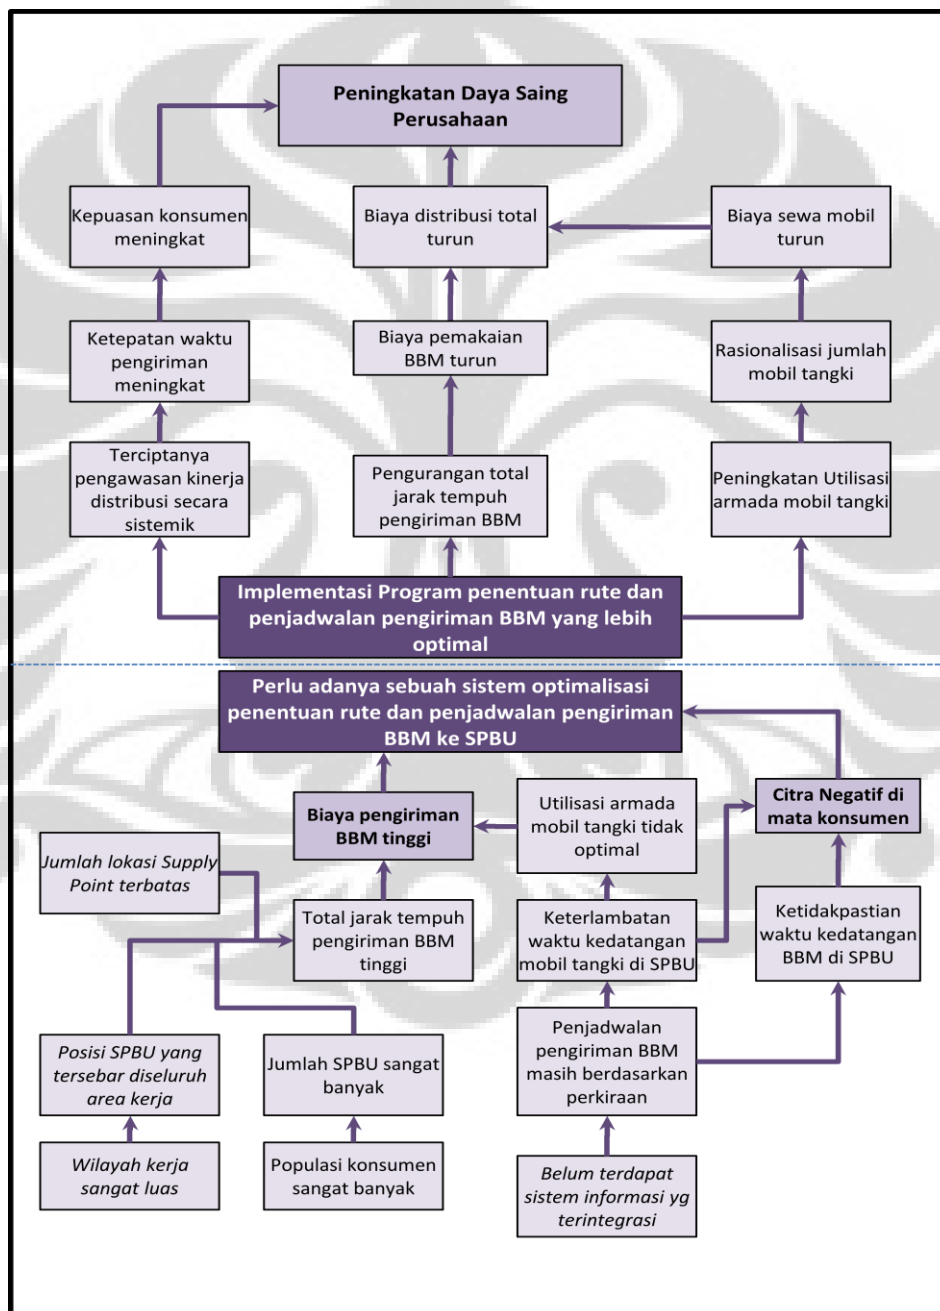 Peningkatan Daya Saing
Perusahaan
Kepuasan konsumen
meningkat
Biaya distribusi total
turun
Biaya sewa mobil
turun
Ketepatan waktu
pengiriman
meningkat
Biaya pemakaian
BBM turun
Rasionalisasi jumlah
mobil tangki
Terciptanya
pengawasan kinerja
distribusi secara
sistemik
Pengurangan total
jarak tempuh
pengiriman BBM
Peningkatan Utilisasi
armada mobil tangki
Implementasi Program penentuan rute dan
penjadwalan pengiriman BBM yang lebih
optimal
Perlu adanya sebuah sistem optimalisasi
penentuan rute dan penjadwalan pengiriman
BBM ke SPBU
Biaya pengiriman
BBM tinggi
Utilisasi armada
mobil tangki tidak
optimal
Citra Negatif di
mata konsumen
Jumlah lokasi Supply
Point terbatas
Total jarak tempuh
pengiriman BBM
tinggi
Keterlambatan
waktu kedatangan
mobil tangki di SPBU
Ketidakpastian
waktu kedatangan
BBM di SPBU
Posisi SPBU yang
tersebar diseluruh
area kerja
Jumlah SPBU sangat
banyak
Penjadwalan
pengiriman BBM
masih berdasarkan
perkiraan
Wilayah kerja
sangat luas
Populasi konsumen
sangat banyak
Belum terdapat
sistem informasi yg
terintegrasi